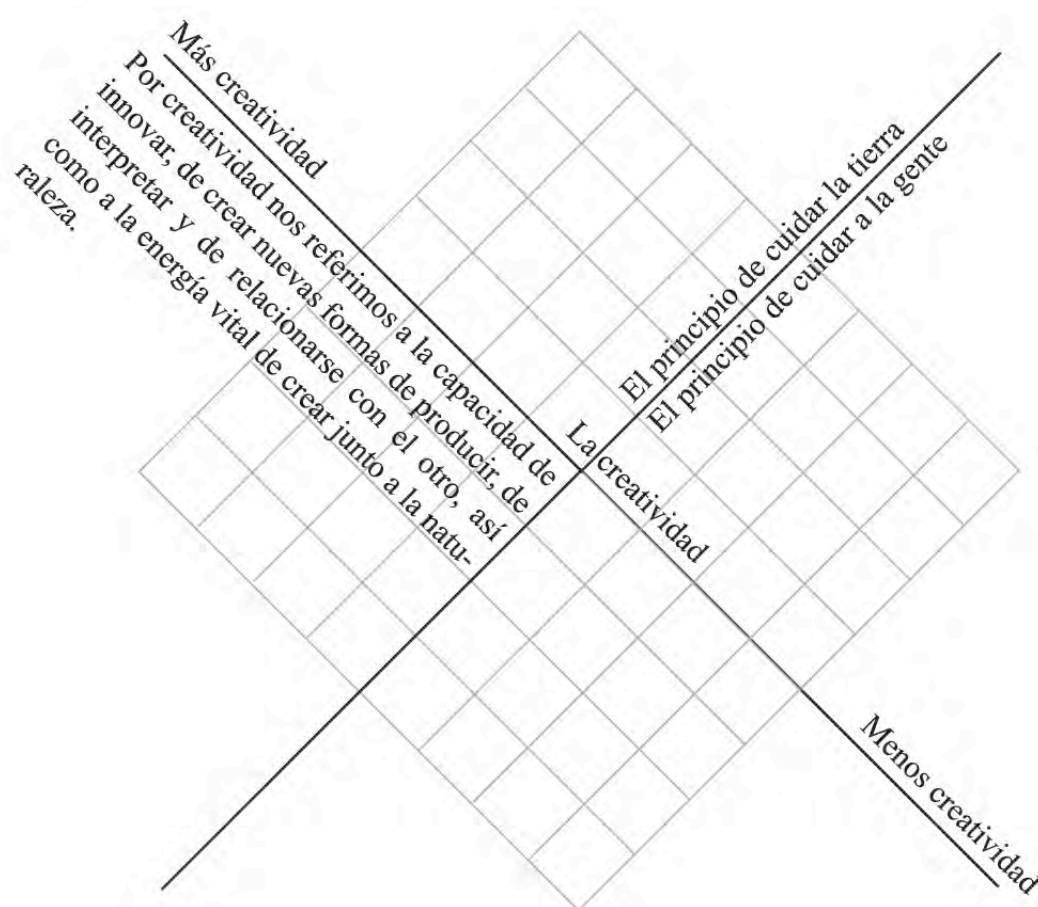 Más creatividad
Por creatividad nos referimos a la capacidad de
innovar, de crear nuevas formas de producir, de
interpretar y de relacionarse con el otro, así
como a la energía vital de crear junto a la natu-
raleza.
El principio de cuidar la tierra
El principio de cuidar a la gente
La creatividad
Menos creatividad